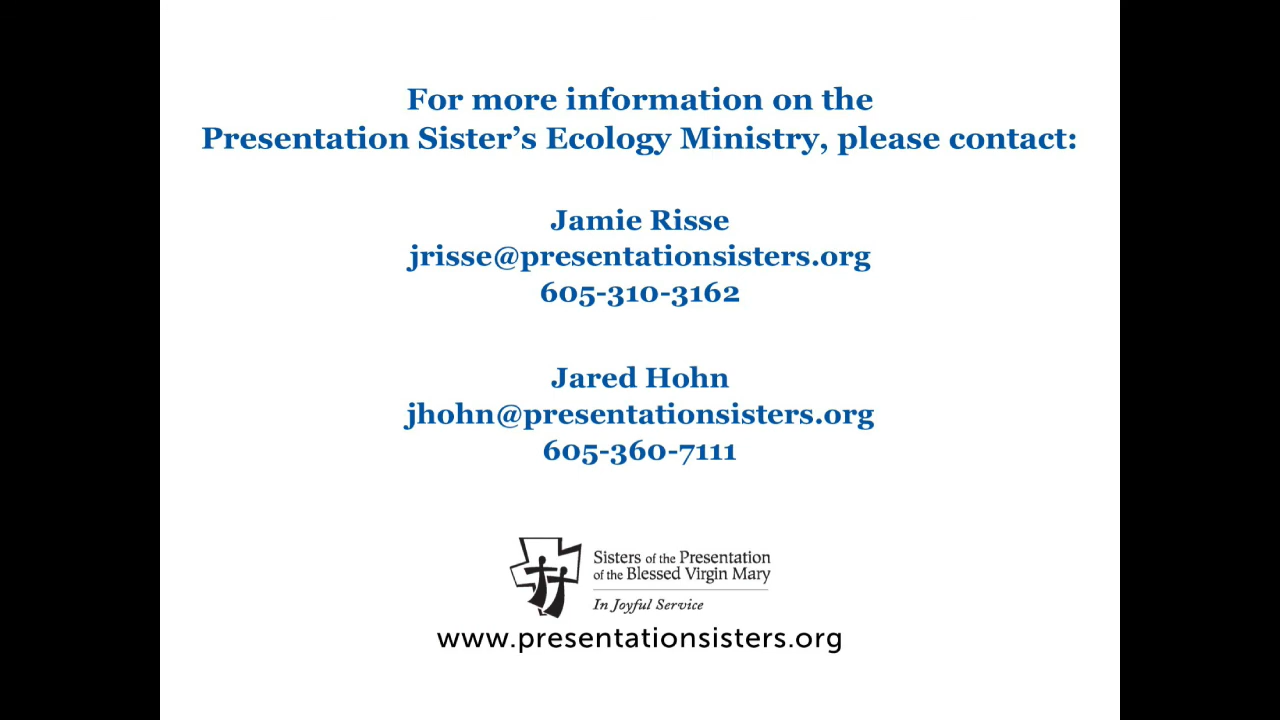 For more information on the
Presentation Sister’s Ecology Ministry, please contact:
Jamie Risse
jrisse@presentationsisters.org
605-310-3162
Jared Hohn
jhohn@presentationsisters.org
605-360-7111
Sisters of the Presentation
of the Blessed Virgin Mary
In Joyful Service
www.presentationsisters.org